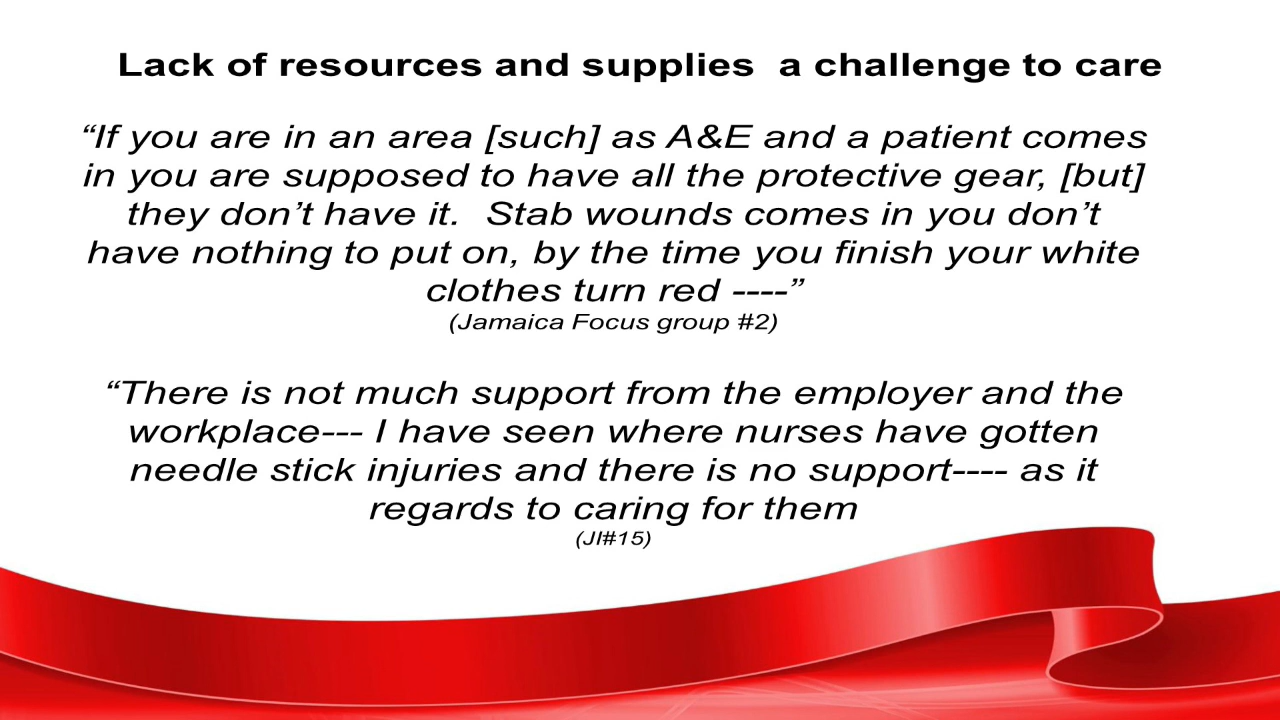 Lack of resources and supplies  a challenge to care
“If you are in an area [such] as A&E and a patient comes
in you are supposed to have all the protective gear, [but]
they don’t have it.  Stab wounds comes in you don’t
have nothing to put on, by the time you finish your white
clothes turn red ----”
(Jamaica Focus group #2)
“There is not much support from the employer and the
workplace--- I have seen where nurses have gotten
needle stick injuries and there is no support---- as it
regards to caring for them
(JI#15)